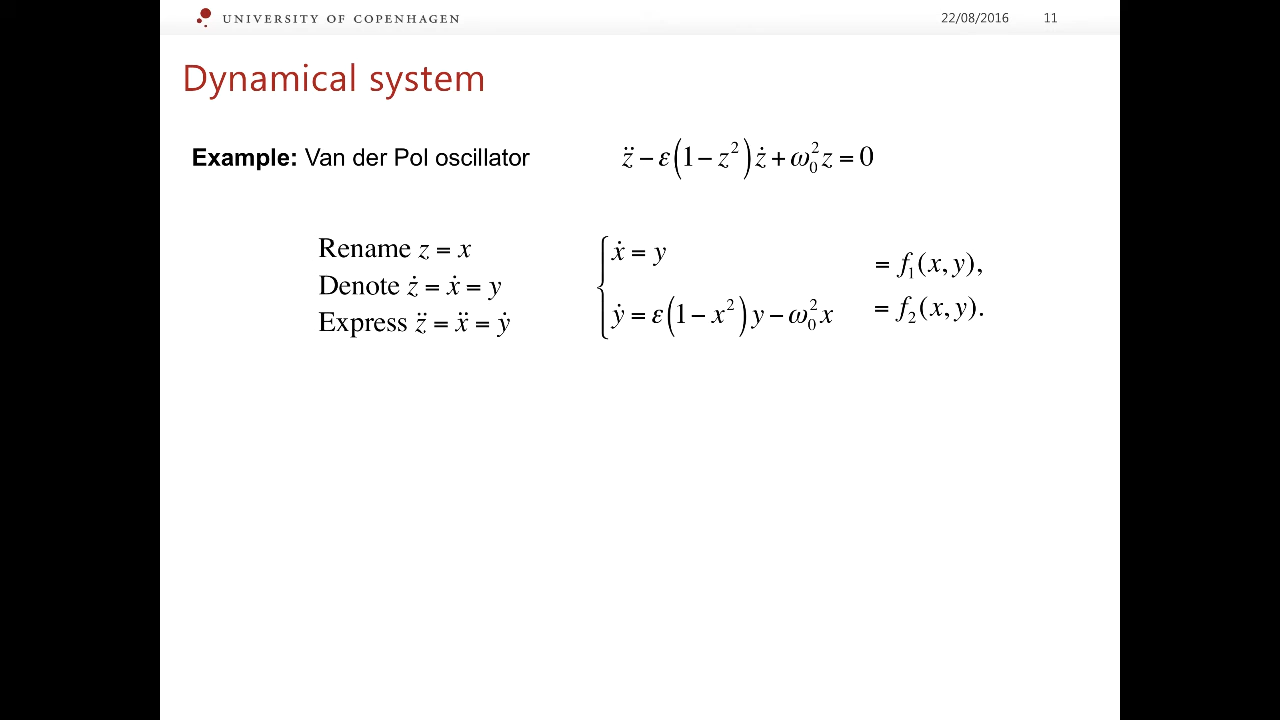 UNIVERSITY OF COPENHAGEN 22/08/2016 11
Dynamical system
Example: Van der Pol oscillator z̈ − ε(1 − z²)ż + ω₀²z = 0
Rename z = x
Denote ż = ẋ = y
Express z̈ = ẍ = ẏ
ẋ = y = f₁(x, y),
ẏ = ε(1 − x²)y − ω₀²x = f₂(x, y).